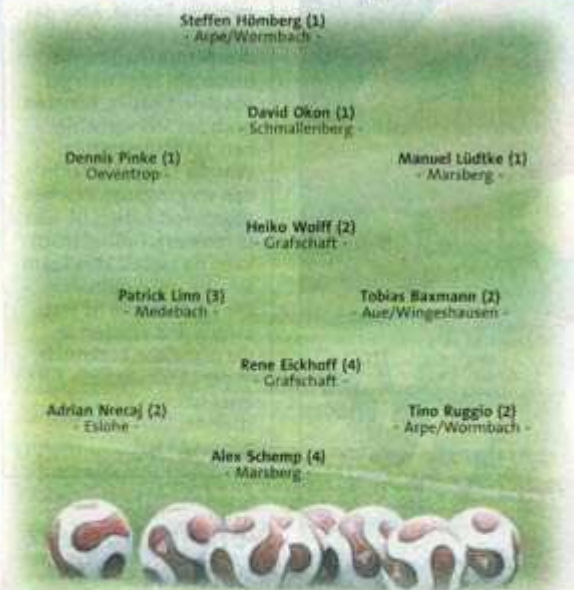 Steffen Hömberg (1)
- Arpe/Wormbach -
David Okon (1)
- Schmallenberg -
Dennis Pinke (1)
- Oeventrop -
Manuel Lüdtke (1)
- Marsberg -
Heiko Wolff (2)
- Grafschaft -
Patrick Linn (3)
- Medebach -
Tobias Baxmann (2)
- Aue/Wingeshausen -
Rene Eickhoff (4)
- Grafschaft -
Adrian Nrecaj (2)
- Eslohe -
Tino Ruggio (2)
- Arpe/Wormbach -
Alex Schemp (4)
- Marsberg -